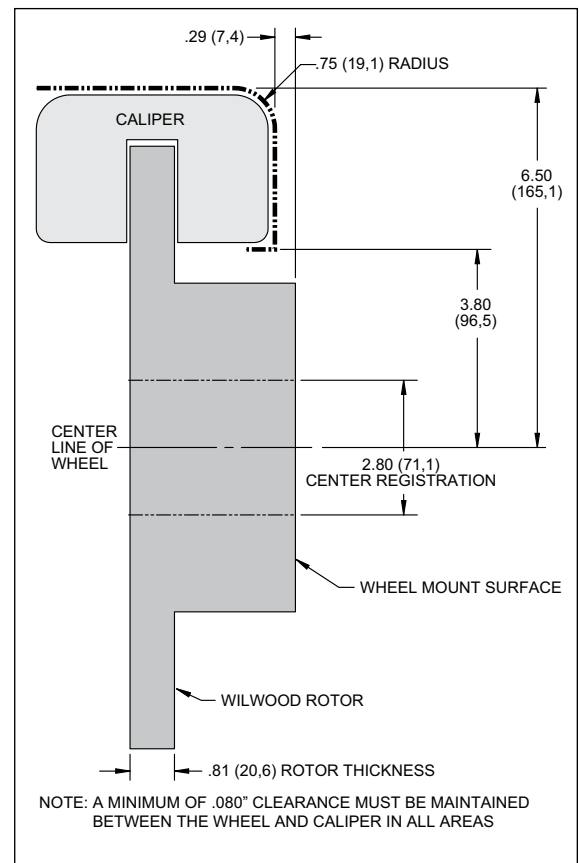 .29 (7,4)
.75 (19,1) RADIUS
CALIPER
6.50
(165,1)
3.80
(96,5)
CENTER
LINE OF
WHEEL
2.80 (71,1)
CENTER REGISTRATION
WHEEL MOUNT SURFACE
WILWOOD ROTOR
.81 (20,6) ROTOR THICKNESS
NOTE: A MINIMUM OF .080" CLEARANCE MUST BE MAINTAINED
BETWEEN THE WHEEL AND CALIPER IN ALL AREAS